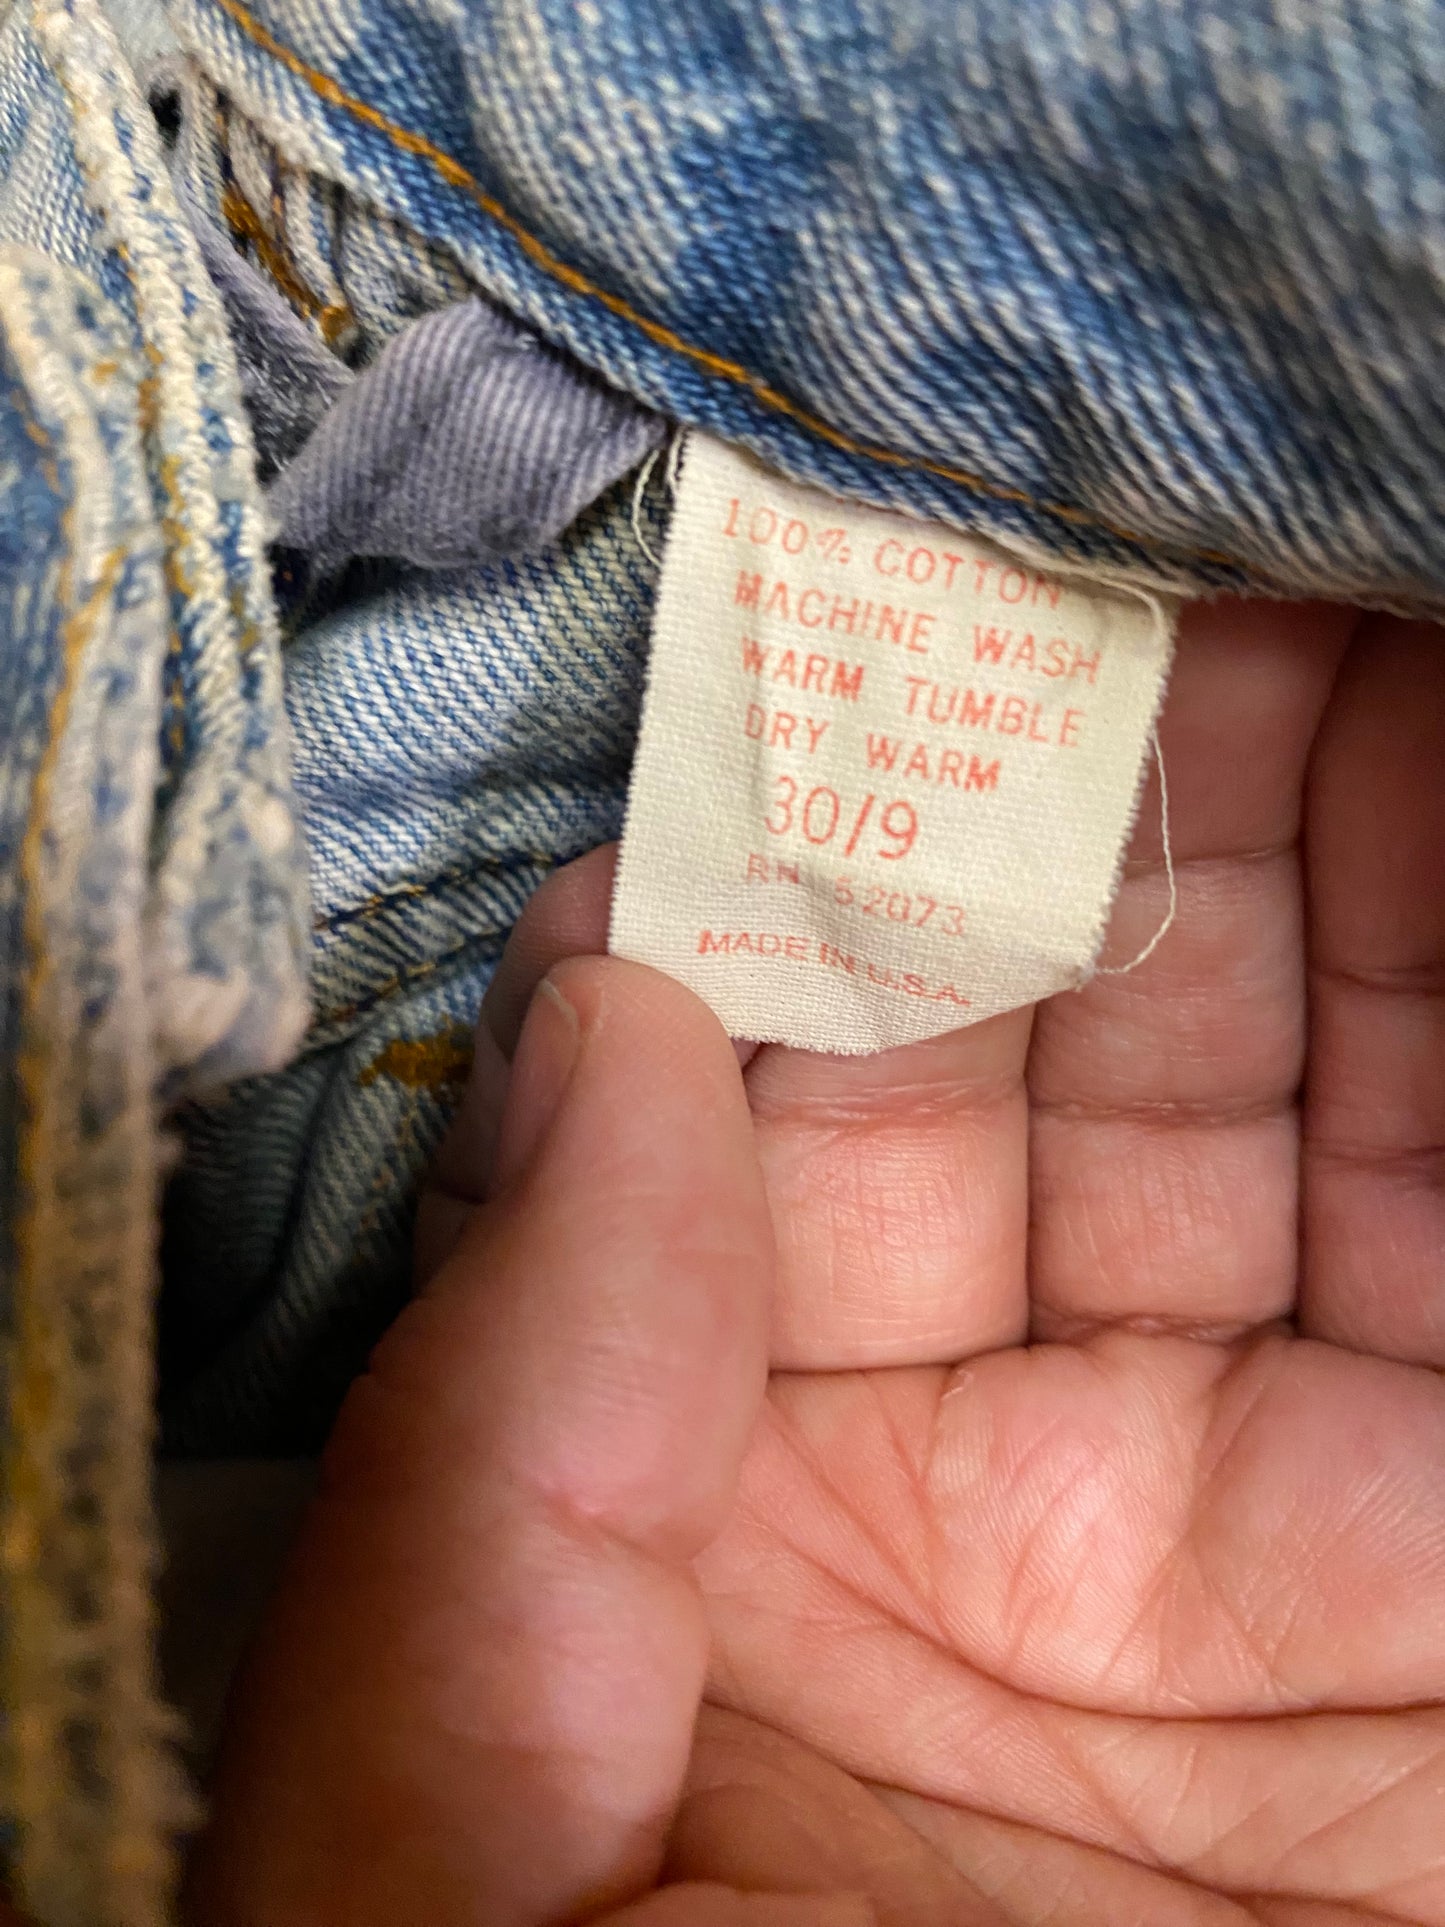 100% COTTON
MACHINE WASH
WARM TUMBLE
DRY WARM
30/9
RN 52073
MADE IN U.S.A.